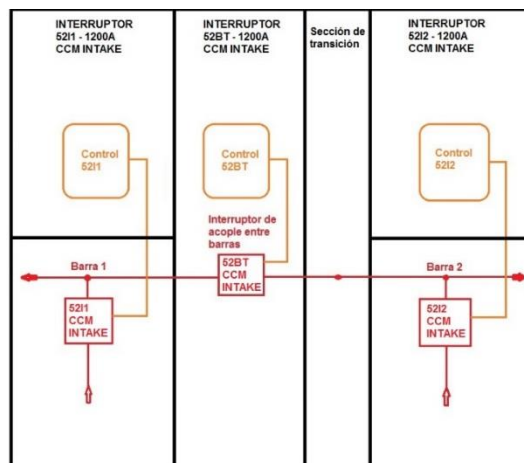 INTERRUPTOR
52I1 - 1200A
CCM INTAKE
INTERRUPTOR
52BT - 1200A
CCM INTAKE
Sección de
transición
INTERRUPTOR
52I2 - 1200A
CCM INTAKE
Control
52I1
Control
52BT
Control
52I2
Interruptor de
acople entre
barras
Barra 1
52BT
CCM
INTAKE
Barra 2
52I1
CCM
INTAKE
52I2
CCM
INTAKE